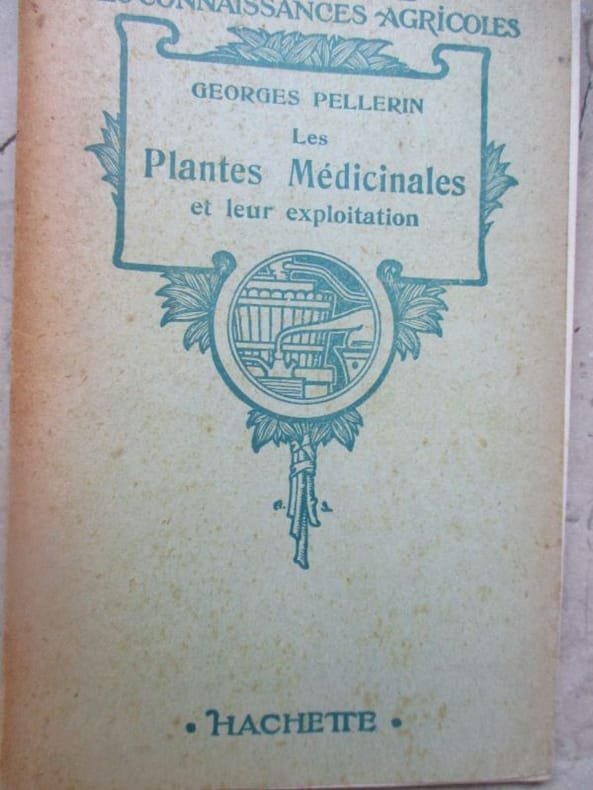 CONNAISSANCES AGRICOLES
GEORGES PELLERIN
Les
Plantes Médicinales
et leur exploitation
• HACHETTE •